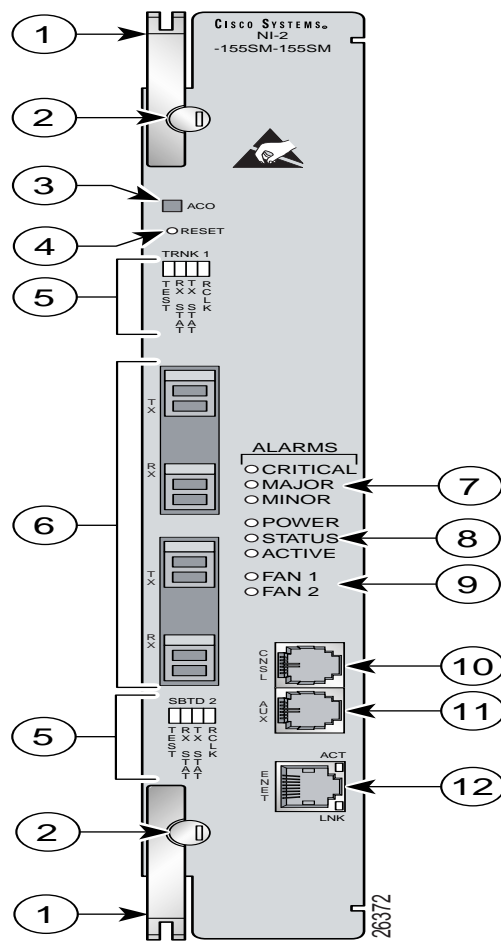 CISCO SYSTEMS®
NI-2
-155SM-155SM
1
2
3
ACO
4
RESET
5
TRNK 1
TEST
RX STAT
TX STAT
RCLK
6
TX
RX
TX
RX
ALARMS
CRITICAL
MAJOR
MINOR
7
POWER
STATUS
ACTIVE
8
FAN 1
FAN 2
9
CNSL
10
AUX
11
5
SBTD 2
TEST
RX STAT
TX STAT
RCLK
ACT
ENET
12
LNK
2
1
26372